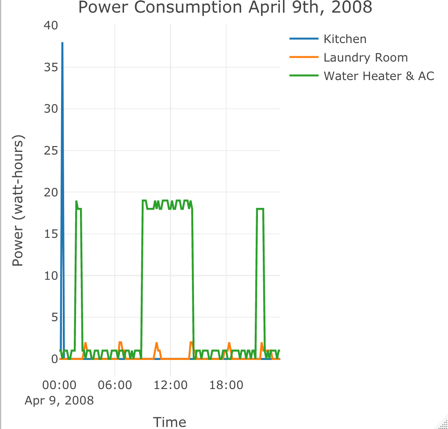 Power Consumption April 9th, 2008
Kitchen
Laundry Room
Water Heater & AC
Power (watt-hours)
40
35
30
25
20
15
10
5
0
00:00 06:00 12:00 18:00
Apr 9, 2008
Time